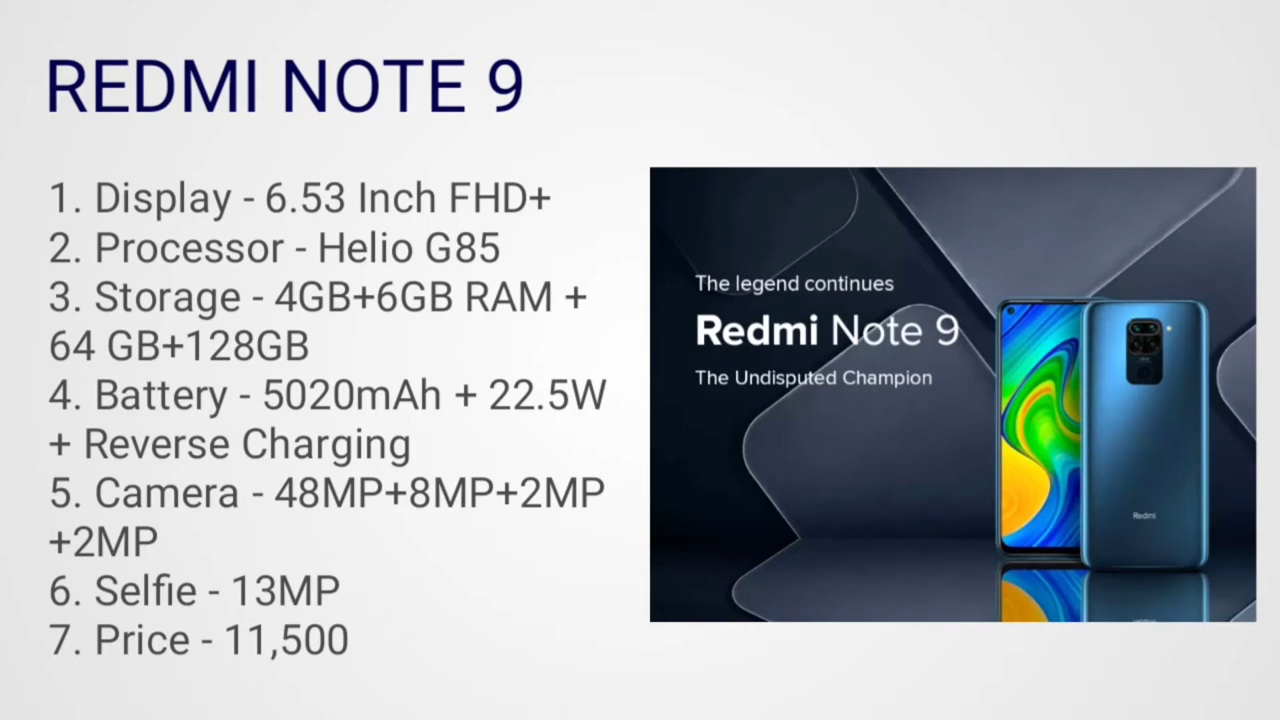 REDMI NOTE 9
1. Display - 6.53 Inch FHD+
2. Processor - Helio G85
3. Storage - 4GB+6GB RAM +
64 GB+128GB
4. Battery - 5020mAh + 22.5W
+ Reverse Charging
5. Camera - 48MP+8MP+2MP
+2MP
6. Selfie - 13MP
7. Price - 11,500
The legend continues
Redmi Note 9
The Undisputed Champion
Redmi